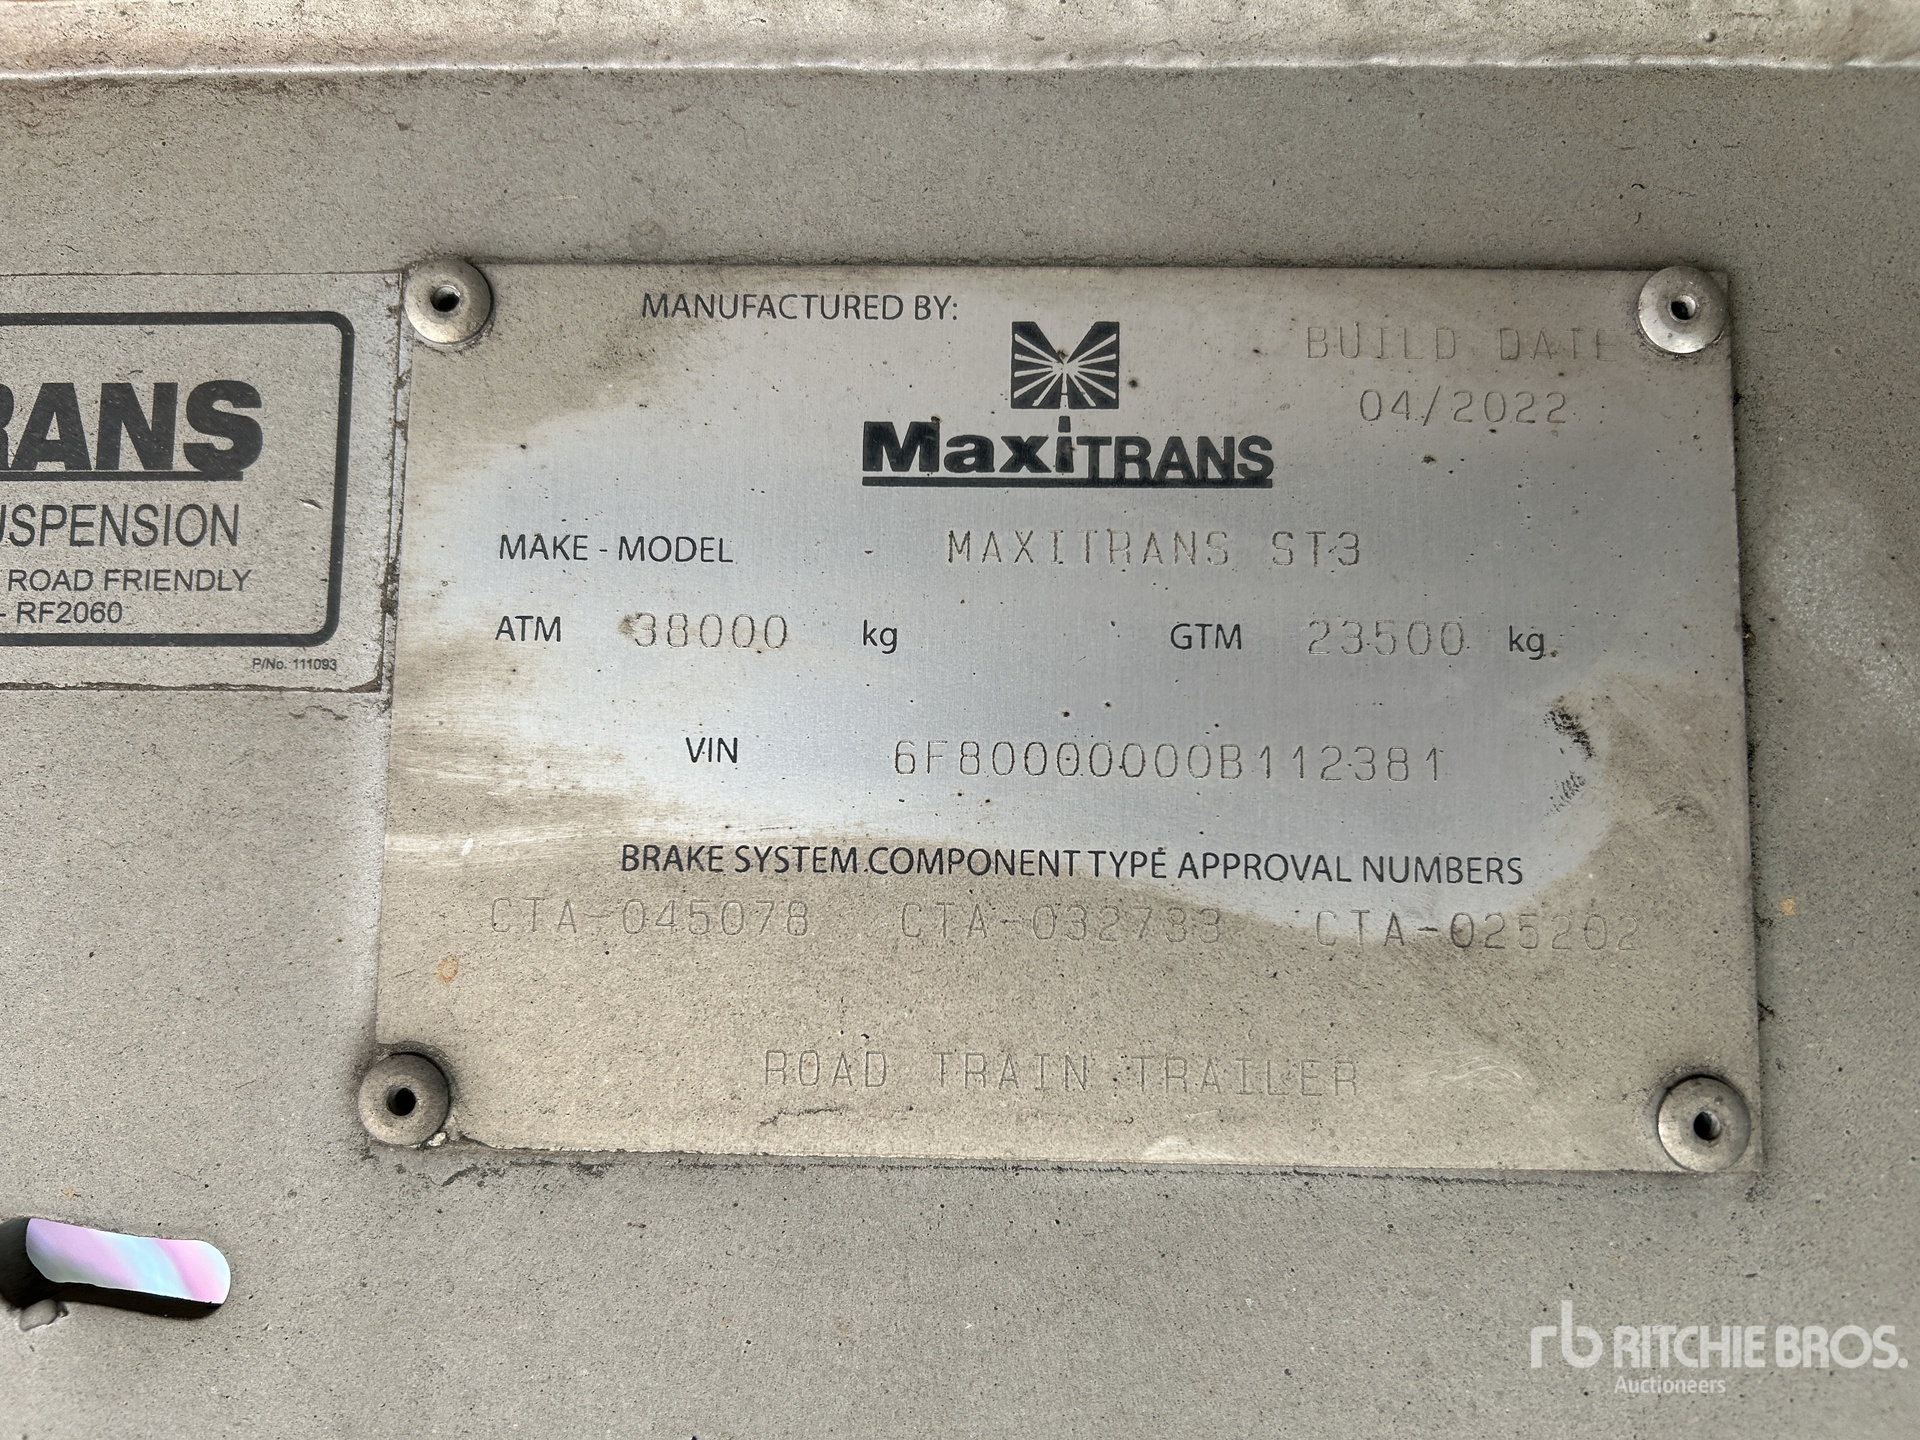 MANUFACTURED BY:
BUILD DATE
04/2022
MaxiTRANS
MAKE - MODEL MAXITRANS ST3
ATM 38000 kg GTM 23500 kg
VIN 6F80000000B112381
BRAKE SYSTEM COMPONENT TYPE APPROVAL NUMBERS
CTA-045078 CTA-032733 CTA-025202
ROAD TRAIN TRAILER
RANS
USPENSION
ROAD FRIENDLY
- RF2060
P/No. 111093
rb RITCHIE BROS.
Auctioneers